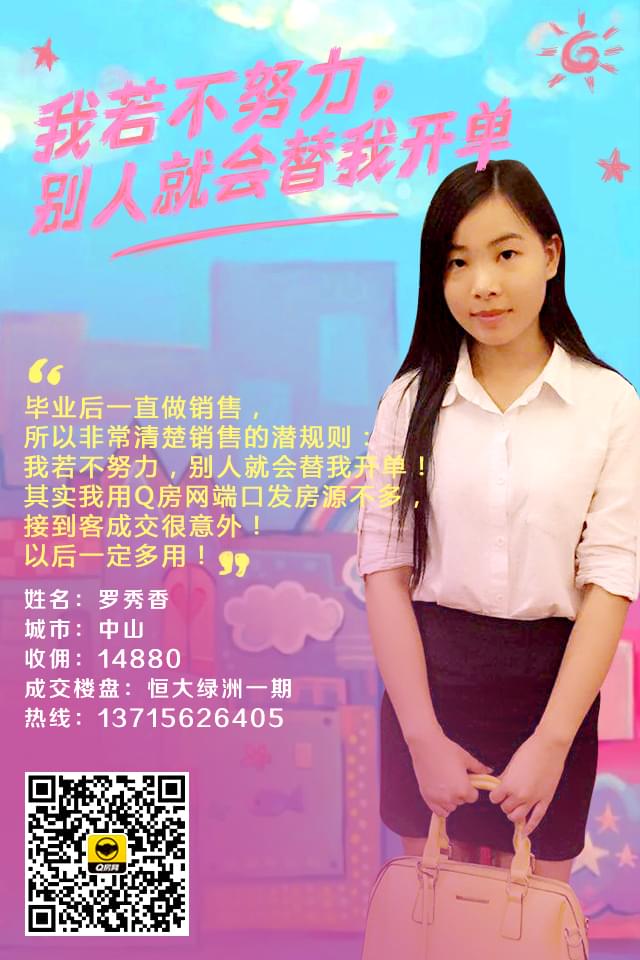 我若不努力，
别人就会替我开单
“
毕业后一直做销售，
所以非常清楚销售的潜规则：
我若不努力，别人就会替我开单！
其实我用Q房网端口发房源不多，
接到客成交很意外！
以后一定多用！”
姓名：罗秀香
城市：中山
收佣：14880
成交楼盘：恒大绿洲一期
热线：13715626405
Q房网